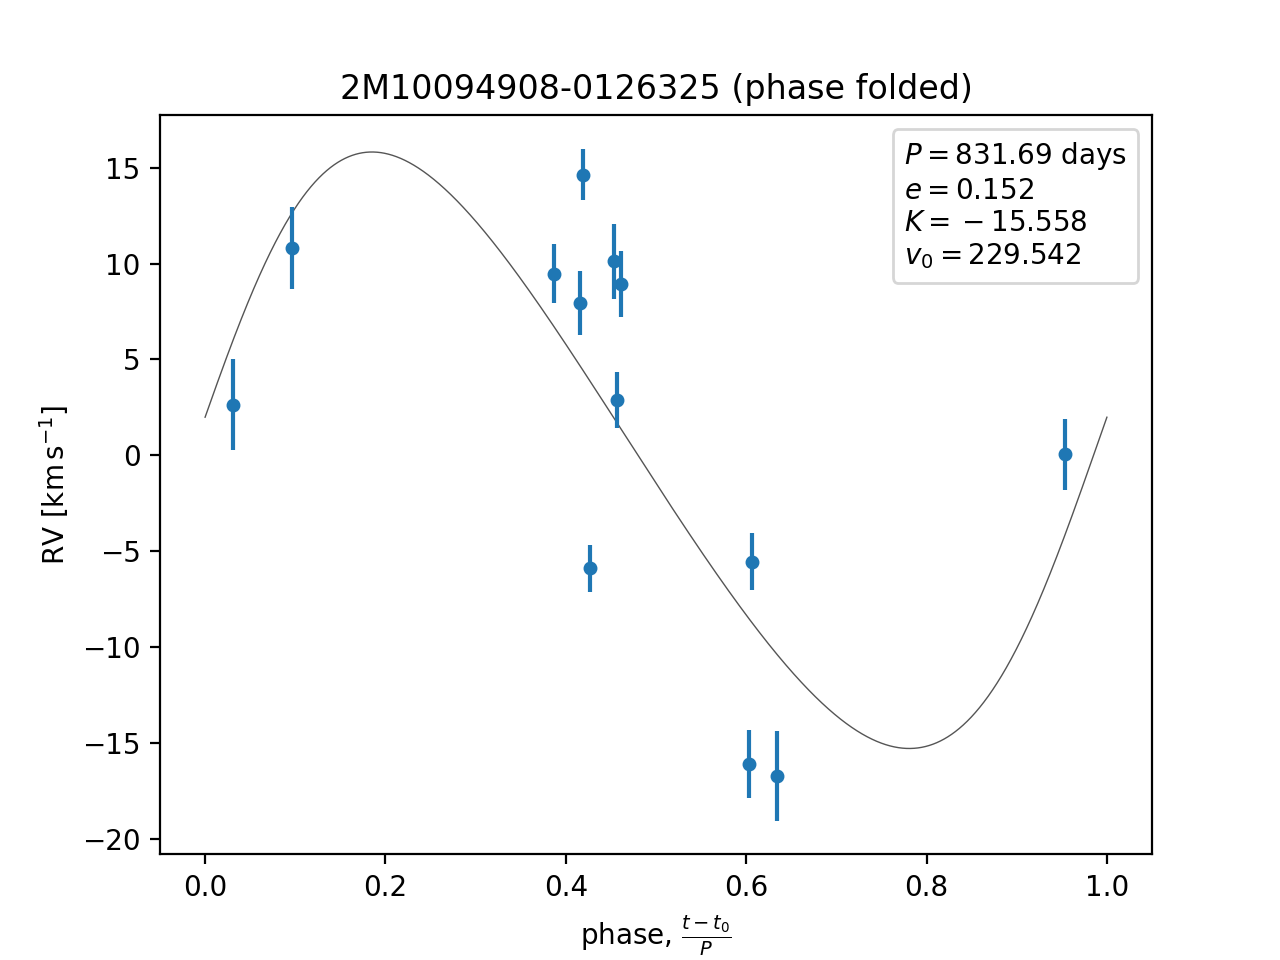 2M10094908-0126325 (phase folded)
P = 831.69 days
e = 0.152
K = −15.558
v₀ = 229.542
15
10
5
0
−5
−10
−15
−20
RV [km s⁻¹]
0.0 0.2 0.4 0.6 0.8 1.0
phase, (t − t₀)/P